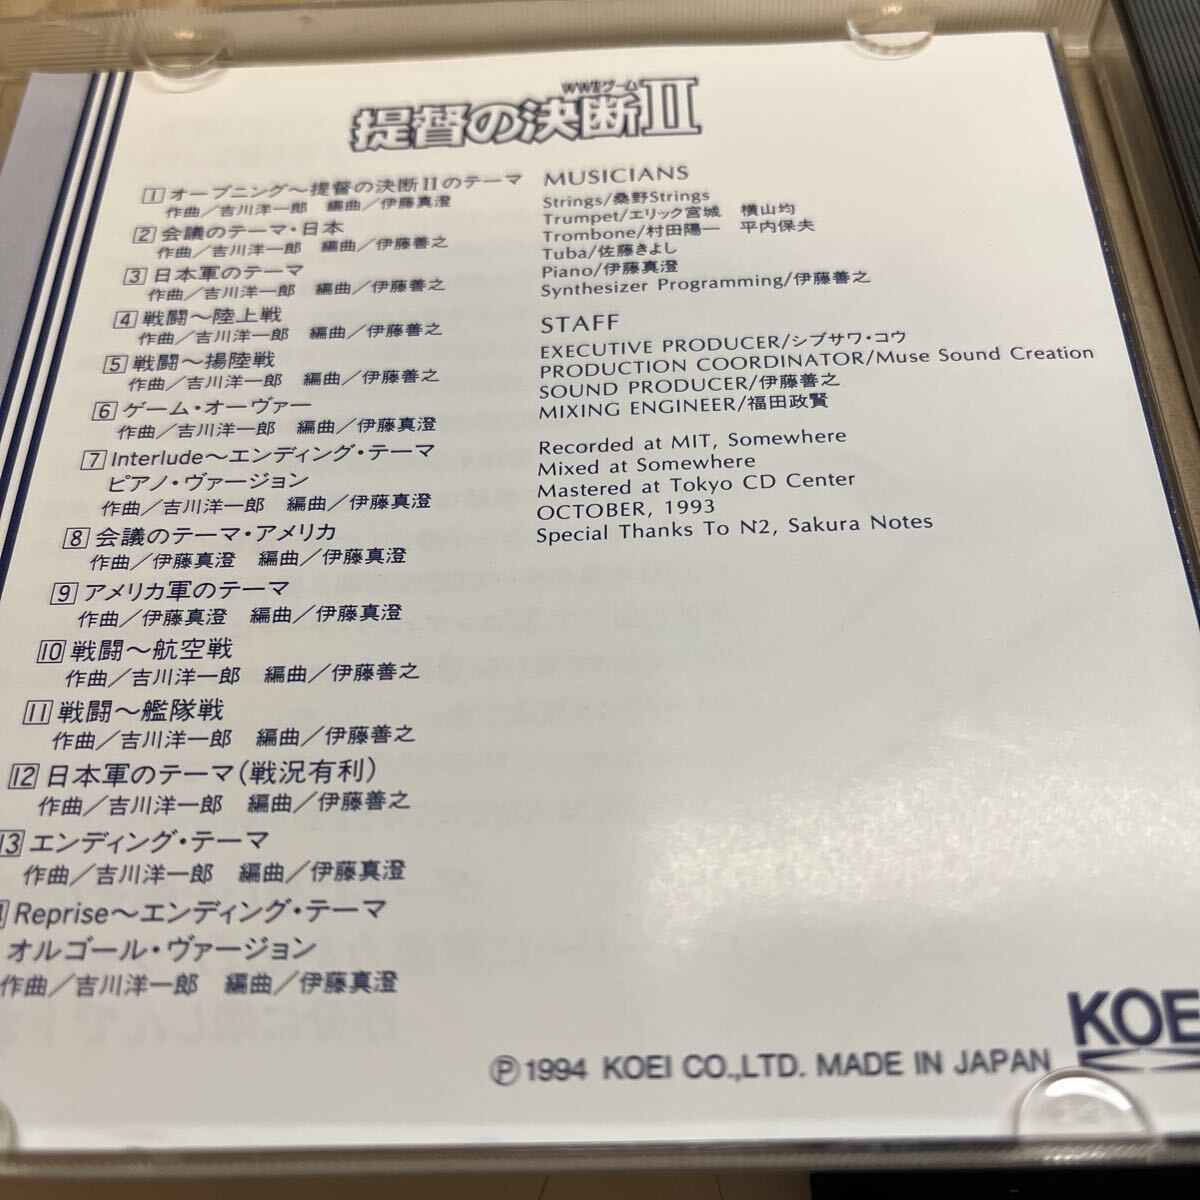 WWIIゲーム
提督の決断II
1 オープニング〜提督の決断IIのテーマ
作曲／吉川洋一郎 編曲／伊藤真澄
2 会議のテーマ・日本
作曲／吉川洋一郎 編曲／伊藤善之
3 日本軍のテーマ
作曲／吉川洋一郎 編曲／伊藤善之
4 戦闘〜陸上戦
作曲／吉川洋一郎 編曲／伊藤善之
5 戦闘〜揚陸戦
作曲／吉川洋一郎 編曲／伊藤善之
6 ゲーム・オーヴァー
作曲／吉川洋一郎 編曲／伊藤真澄
7 Interlude〜エンディング・テーマ
ピアノ・ヴァージョン
作曲／吉川洋一郎 編曲／伊藤真澄
8 会議のテーマ・アメリカ
作曲／伊藤真澄 編曲／伊藤真澄
9 アメリカ軍のテーマ
作曲／伊藤真澄 編曲／伊藤真澄
10 戦闘〜航空戦
作曲／吉川洋一郎 編曲／伊藤善之
11 戦闘〜艦隊戦
作曲／吉川洋一郎 編曲／伊藤善之
12 日本軍のテーマ(戦況有利)
作曲／吉川洋一郎 編曲／伊藤善之
13 エンディング・テーマ
作曲／吉川洋一郎 編曲／伊藤真澄
Reprise〜エンディング・テーマ
オルゴール・ヴァージョン
作曲／吉川洋一郎 編曲／伊藤真澄
MUSICIANS
Strings/桑野Strings
Trumpet/エリック宮城 横山均
Trombone/村田陽一 平内保夫
Tuba/佐藤きよし
Piano/伊藤真澄
Synthesizer Programming/伊藤善之
STAFF
EXECUTIVE PRODUCER/シブサワ・コウ
PRODUCTION COORDINATOR/Muse Sound Creation
SOUND PRODUCER/伊藤善之
MIXING ENGINEER/福田政賢
Recorded at MIT, Somewhere
Mixed at Somewhere
Mastered at Tokyo CD Center
OCTOBER, 1993
Special Thanks To N2, Sakura Notes
Ⓟ1994 KOEI CO.,LTD. MADE IN JAPAN
KOE